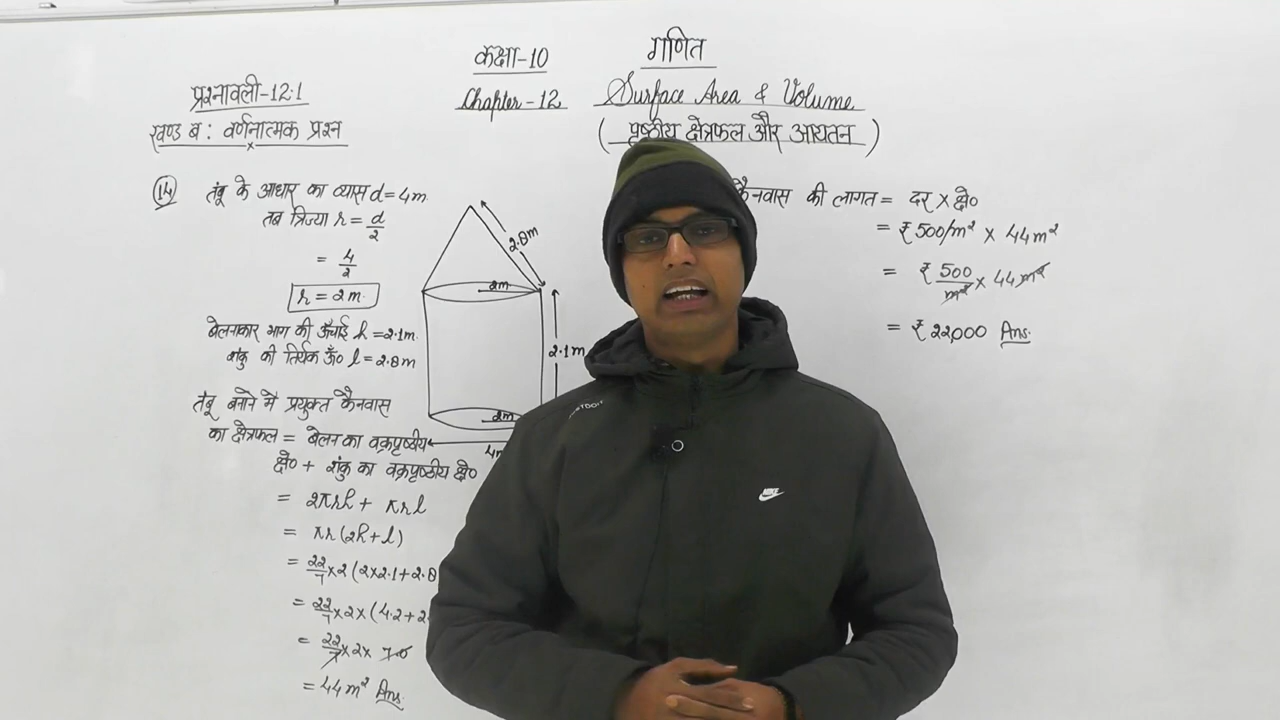 कक्षा-10 गणित
प्रश्नावली-12.1 Chapter-12 Surface Area & Volume
खण्ड ब : वर्णनात्मक प्रश्न ( पृष्ठीय क्षेत्रफल और आयतन )
(14) तंबू के आधार का व्यास d = 4m
तब त्रिज्या r = d/2
= 4/2
r = 2m
बेलनाकार भाग की ऊँचाई h = 2.1m
शंकु की तिर्यक ऊँ० l = 2.8m
तंबू बनाने में प्रयुक्त कैनवास
का क्षेत्रफल = बेलन का वक्रपृष्ठीय
क्षे० + शंकु का वक्रपृष्ठीय क्षे०
= 2πrh + πrl
= πr(2h+l)
= 22/7 × 2 (2×2.1+2.8
= 22/7 × 2 × (4.2+2
= 22/7 × 2 × 7.0
= 44m² Ans.
2.8m
2m
2.1m
2m
4m
कैनवास की लागत = दर × क्षे०
= ₹ 500/m² × 44m²
= ₹ 500/m² × 44m²
= ₹ 22000 Ans.
NIKE